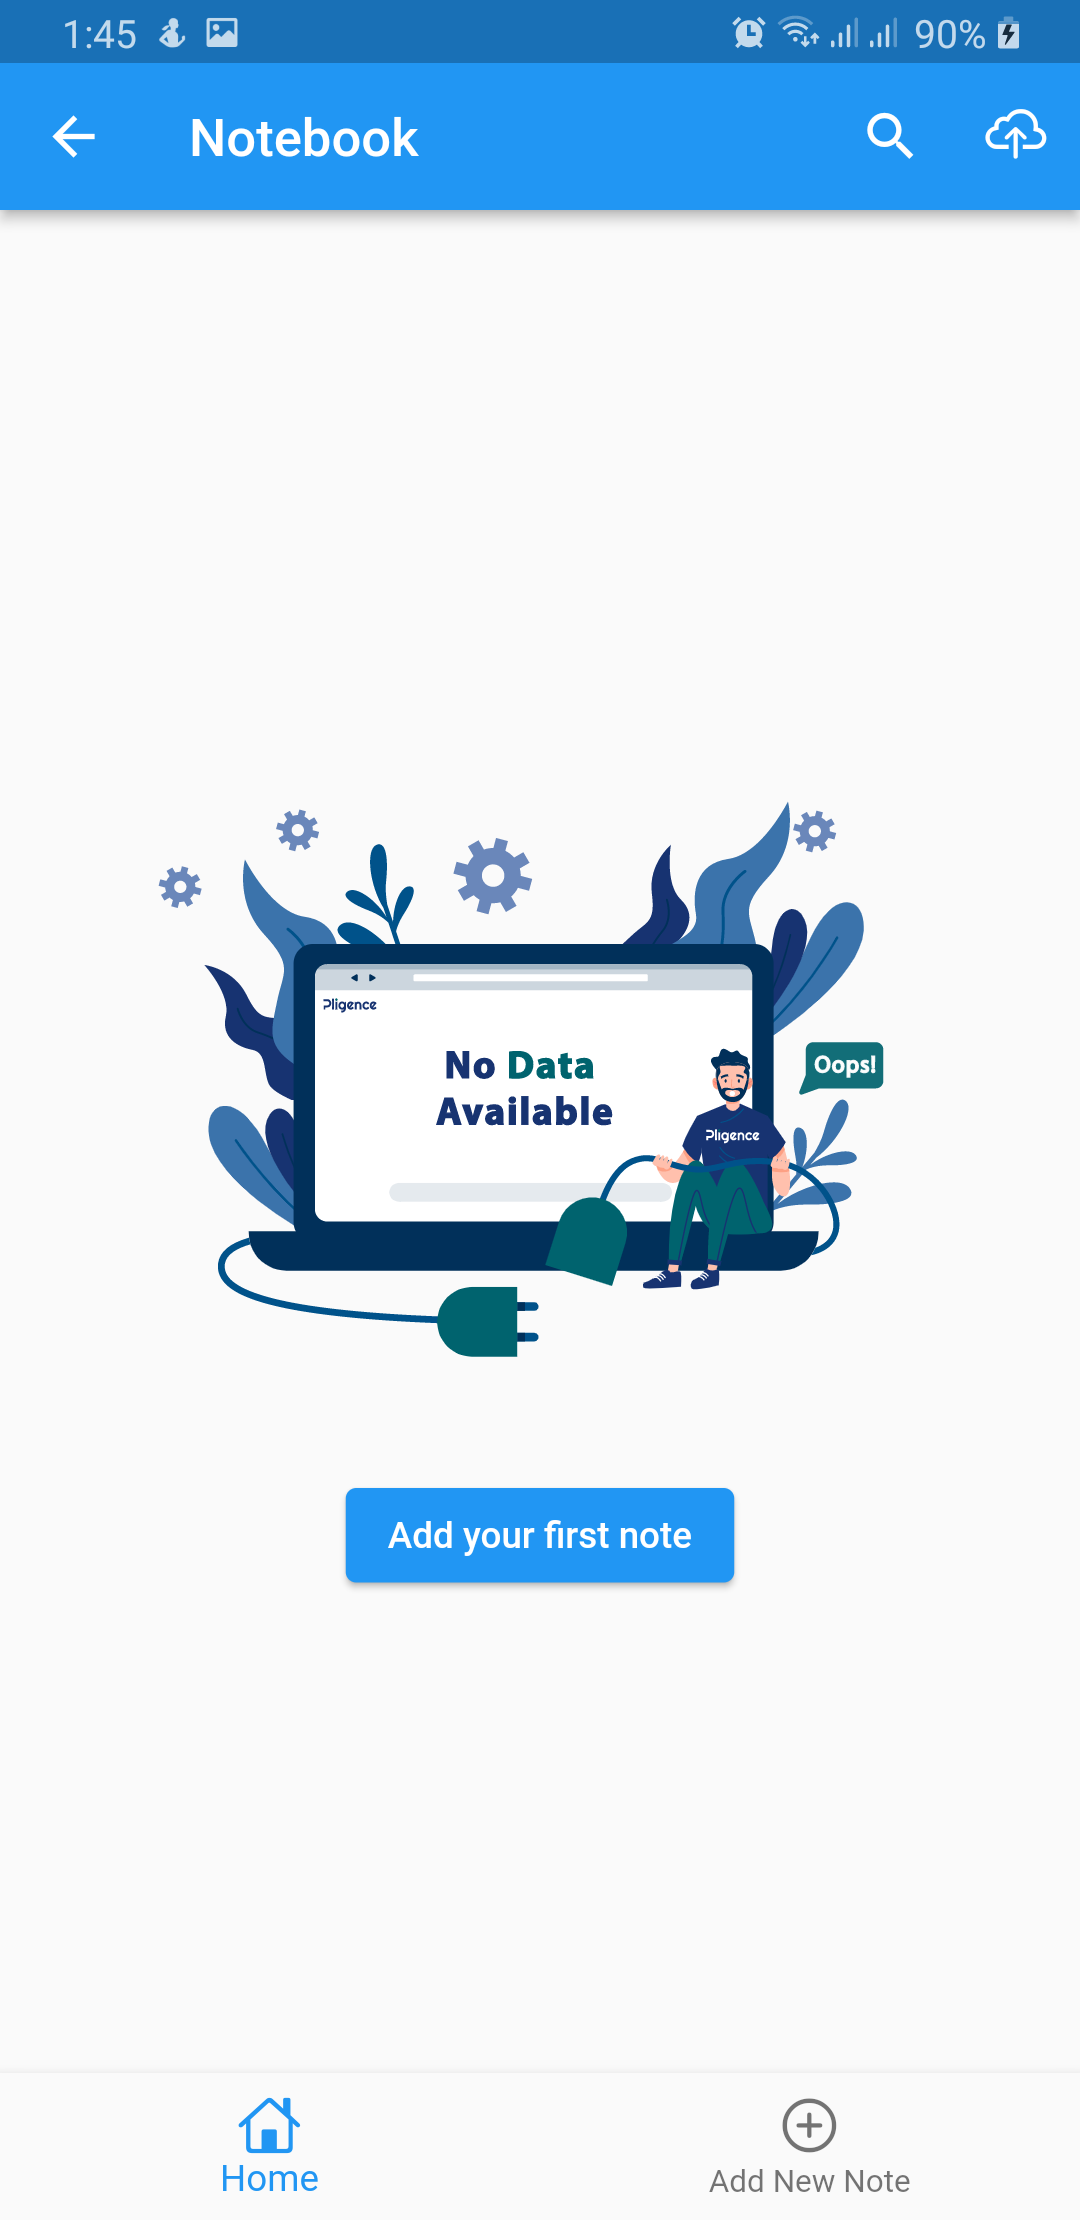 1:45
90%
Notebook
Pligence
No Data
Available
Oops!
Pligence
Add your first note
Home
Add New Note